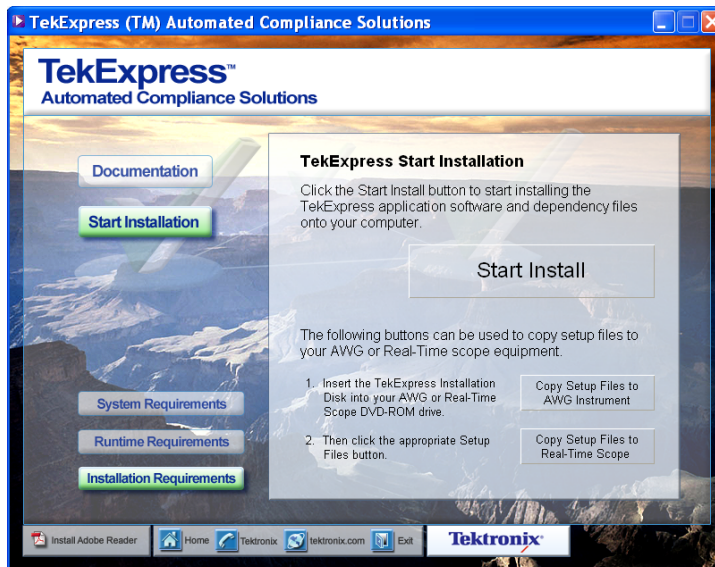 TekExpress (TM) Automated Compliance Solutions
TekExpress™
Automated Compliance Solutions
Documentation
Start Installation
TekExpress Start Installation
Click the Start Install button to start installing the
TekExpress application software and dependency files
onto your computer.
Start Install
The following buttons can be used to copy setup files to
your AWG or Real-Time scope equipment.
1. Insert the TekExpress Installation
Disk into your AWG or Real-Time
Scope DVD-ROM drive.
Copy Setup Files to
AWG Instrument
2. Then click the appropriate Setup
Files button.
Copy Setup Files to
Real-Time Scope
System Requirements
Runtime Requirements
Installation Requirements
Install Adobe Reader
Home
Tektronix
tektronix.com
Exit
Tektronix